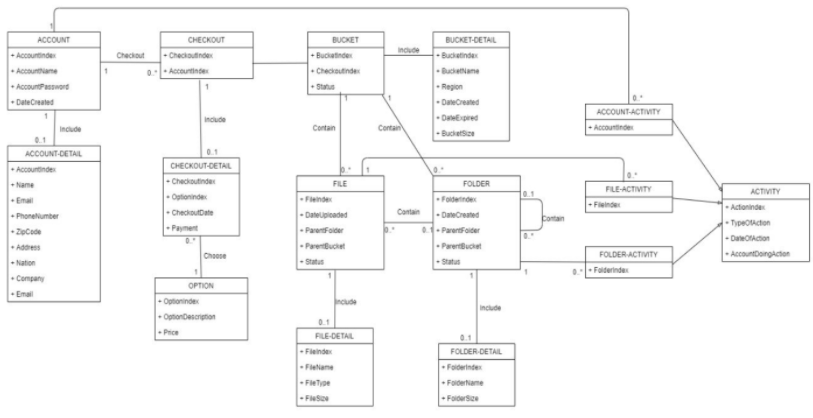 1
ACCOUNT
+ AccountIndex
+ AccountName
+ AccountPassword
+ DateCreated
Checkout
1
0..*
CHECKOUT
+ CheckoutIndex
+ AccountIndex
BUCKET
+ BucketIndex
+ CheckoutIndex
+ Status
Include
BUCKET-DETAIL
+ BucketIndex
+ BucketName
+ Region
+ DateCreated
+ DateExpired
+ BucketSize
0..*
ACCOUNT-ACTIVITY
+ AccountIndex
1
Include
0..1
1
Include
0..1
1
Contain
0..*
1
Contain
0..*
ACCOUNT-DETAIL
+ AccountIndex
+ Name
+ Email
+ PhoneNumber
+ ZipCode
+ Address
+ Nation
+ Company
+ Email
CHECKOUT-DETAIL
+ CheckoutIndex
+ OptionIndex
+ CheckoutDate
+ Payment
0..*
Choose
1
OPTION
+ OptionIndex
+ OptionDescription
+ Price
1
FILE
+ FileIndex
+ DateUploaded
+ ParentFolder
+ ParentBucket
+ Status
Contain
0..*
0..1
FOLDER
+ FolderIndex
+ DateCreated
+ ParentFolder
+ ParentBucket
+ Status
0..1
Contain
0..*
0..*
FILE-ACTIVITY
+ FileIndex
ACTIVITY
+ ActionIndex
+ TypeOfAction
+ DateOfAction
+ AccountDoingAction
FOLDER-ACTIVITY
+ FolderIndex
1
0..*
1
Include
0..1
1
Include
0..1
FILE-DETAIL
+ FileIndex
+ FileName
+ FileType
+ FileSize
FOLDER-DETAIL
+ FolderIndex
+ FolderName
+ FolderSize